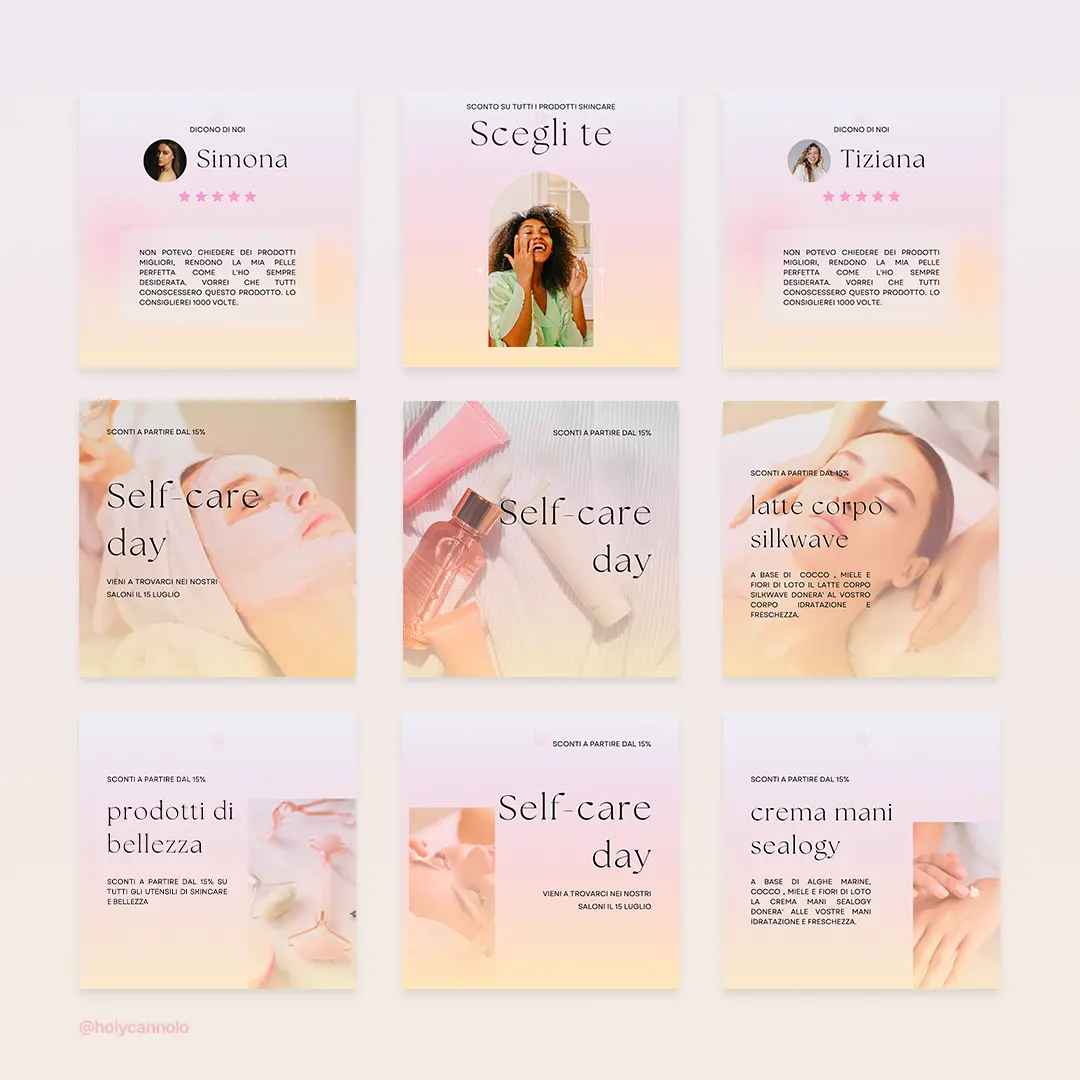 DICONO DI NOI
Simona
NON POTEVO CHIEDERE DEI PRODOTTI
MIGLIORI, RENDONO LA MIA PELLE
PERFETTA COME L'HO SEMPRE
DESIDERATA. VORREI CHE TUTTI
CONOSCESSERO QUESTO PRODOTTO. LO
CONSIGLIEREI 1000 VOLTE.
SCONTO SU TUTTI I PRODOTTI SKINCARE
Scegli te
DICONO DI NOI
Tiziana
NON POTEVO CHIEDERE DEI PRODOTTI
MIGLIORI, RENDONO LA MIA PELLE
PERFETTA COME L'HO SEMPRE
DESIDERATA. VORREI CHE TUTTI
CONOSCESSERO QUESTO PRODOTTO. LO
CONSIGLIEREI 1000 VOLTE.
SCONTI A PARTIRE DAL 15%
Self-care
day
VIENI A TROVARCI NEI NOSTRI
SALONI IL 15 LUGLIO
SCONTI A PARTIRE DAL 15%
Self-care
day
SCONTI A PARTIRE DAL 15%
latte corpo
silkwave
A BASE DI COCCO , MIELE E
FIORI DI LOTO IL LATTE CORPO
SILKWAVE DONERA' AL VOSTRO
CORPO IDRATAZIONE E
FRESCHEZZA.
SCONTI A PARTIRE DAL 15%
prodotti di
bellezza
SCONTI A PARTIRE DAL 15% SU
TUTTI GLI UTENSILI DI SKINCARE
E BELLEZZA
SCONTI A PARTIRE DAL 15%
Self-care
day
VIENI A TROVARCI NEI NOSTRI
SALONI IL 15 LUGLIO
SCONTI A PARTIRE DAL 15%
crema mani
sealogy
A BASE DI ALGHE MARINE,
COCCO , MIELE E FIORI DI LOTO
LA CREMA MANI SEALOGY
DONERA' ALLE VOSTRE MANI
IDRATAZIONE E FRESCHEZZA.
@holycannolo